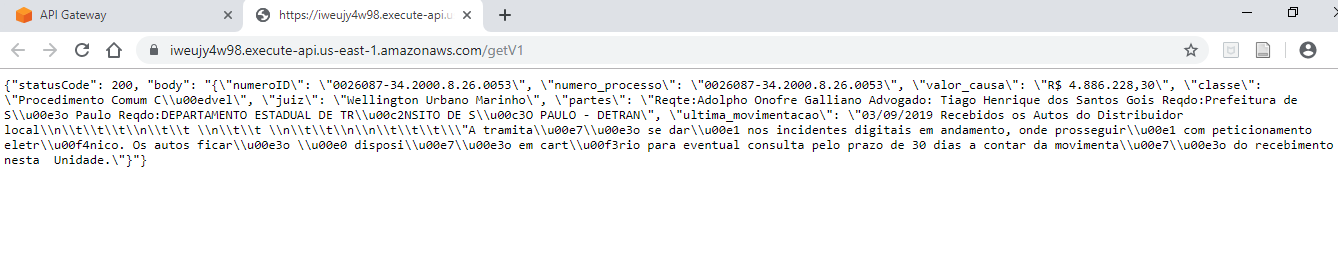 API Gateway
https://iweujy4w98.execute-api.u
iweujy4w98.execute-api.us-east-1.amazonaws.com/getV1
{"statusCode": 200, "body": "{\"numeroID\": \"0026087-34.2000.8.26.0053\", \"numero_processo\": \"0026087-34.2000.8.26.0053\", \"valor_causa\": \"R$ 4.886.228,30\", \"classe\":
\"Procedimento Comum C\\u00edvel\", \"juiz\": \"Wellington Urbano Marinho\", \"partes\": \"Reqte:Adolpho Onofre Galliano Advogado: Tiago Henrique dos Santos Gois Reqdo:Prefeitura de
S\\u00e3o Paulo Reqdo:DEPARTAMENTO ESTADUAL DE TR\\u00c2NSITO DE S\\u00c3O PAULO - DETRAN\", \"ultima_movimentacao\": \"03/09/2019 Recebidos os Autos do Distribuidor
local\\n\\t\\t\\t\\n\\t\\t \\n\\t\\t \\n\\t\\t\\n\\n\\t\\t\\t\\\"A tramita\\u00e7\\u00e3o se dar\\u00e1 nos incidentes digitais em andamento, onde prosseguir\\u00e1 com peticionamento
eletr\\u00f4nico. Os autos ficar\\u00e3o \\u00e0 disposi\\u00e7\\u00e3o em cart\\u00f3rio para eventual consulta pelo prazo de 30 dias a contar da movimenta\\u00e7\\u00e3o do recebimento
nesta  Unidade.\"}"}